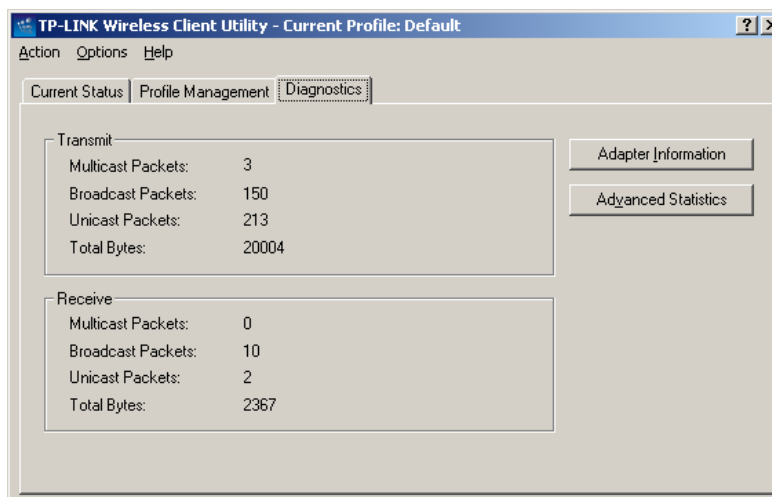 TP-LINK Wireless Client Utility - Current Profile: Default
Action Options Help
Current Status Profile Management Diagnostics
Transmit
Multicast Packets: 3
Broadcast Packets: 150
Unicast Packets: 213
Total Bytes: 20004
Adapter Information
Advanced Statistics
Receive
Multicast Packets: 0
Broadcast Packets: 10
Unicast Packets: 2
Total Bytes: 2367